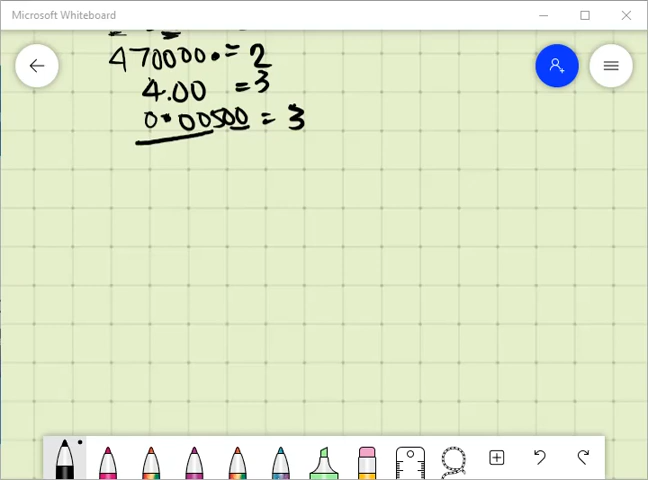 Microsoft Whiteboard
470000. = 2
4.00 = 3
0.00500 = 3